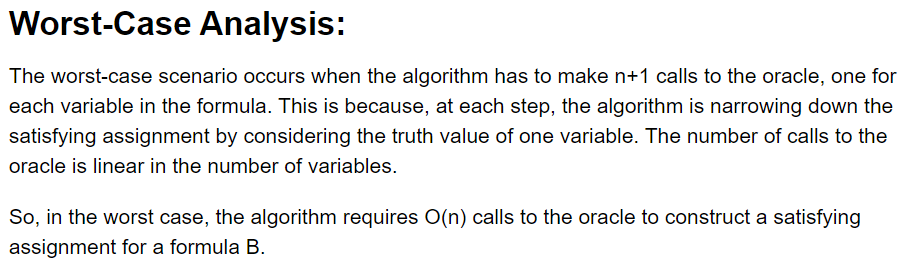 Worst-Case Analysis:
The worst-case scenario occurs when the algorithm has to make n+1 calls to the oracle, one for
each variable in the formula. This is because, at each step, the algorithm is narrowing down the
satisfying assignment by considering the truth value of one variable. The number of calls to the
oracle is linear in the number of variables.
So, in the worst case, the algorithm requires O(n) calls to the oracle to construct a satisfying
assignment for a formula B.